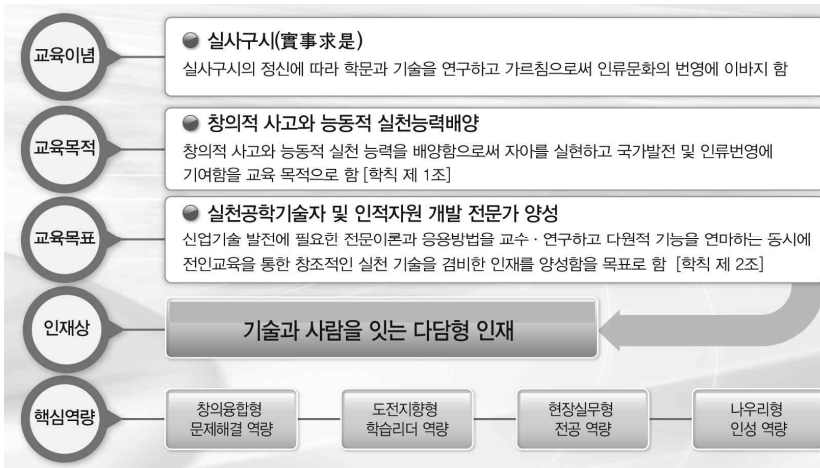 교육이념
실사구시(實事求是)
실사구시의 정신에 따라 학문과 기술을 연구하고 가르침으로써 인류문화의 번영에 이바지 함
교육목적
창의적 사고와 능동적 실천능력배양
창의적 사고와 능동적 실천 능력을 배양함으로써 자아를 실현하고 국가발전 및 인류번영에
기여함을 교육 목적으로 함 [학칙 제 1조]
교육목표
실천공학기술자 및 인적자원 개발 전문가 양성
산업기술 발전에 필요한 전문이론과 응용방법을 교수 · 연구하고 다원적 기능을 연마하는 동시에
전인교육을 통한 창조적인 실천 기술을 겸비한 인재를 양성함을 목표로 함 [학칙 제 2조]
인재상
기술과 사람을 잇는 다담형 인재
핵심역량
창의융합형
문제해결 역량
도전지향형
학습리더 역량
현장실무형
전공 역량
나우리형
인성 역량